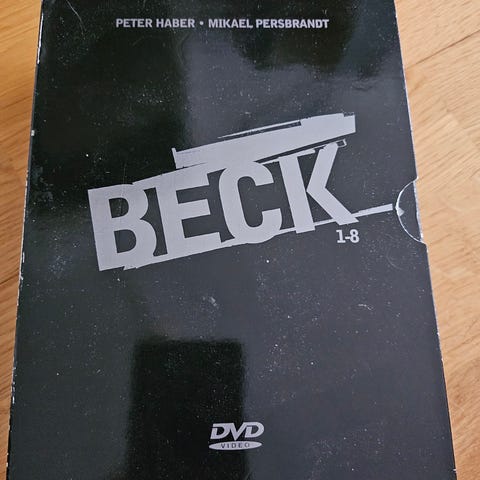 PETER HABER • MIKAEL PERSBRANDT
BECK
1-8
DVD
VIDEO